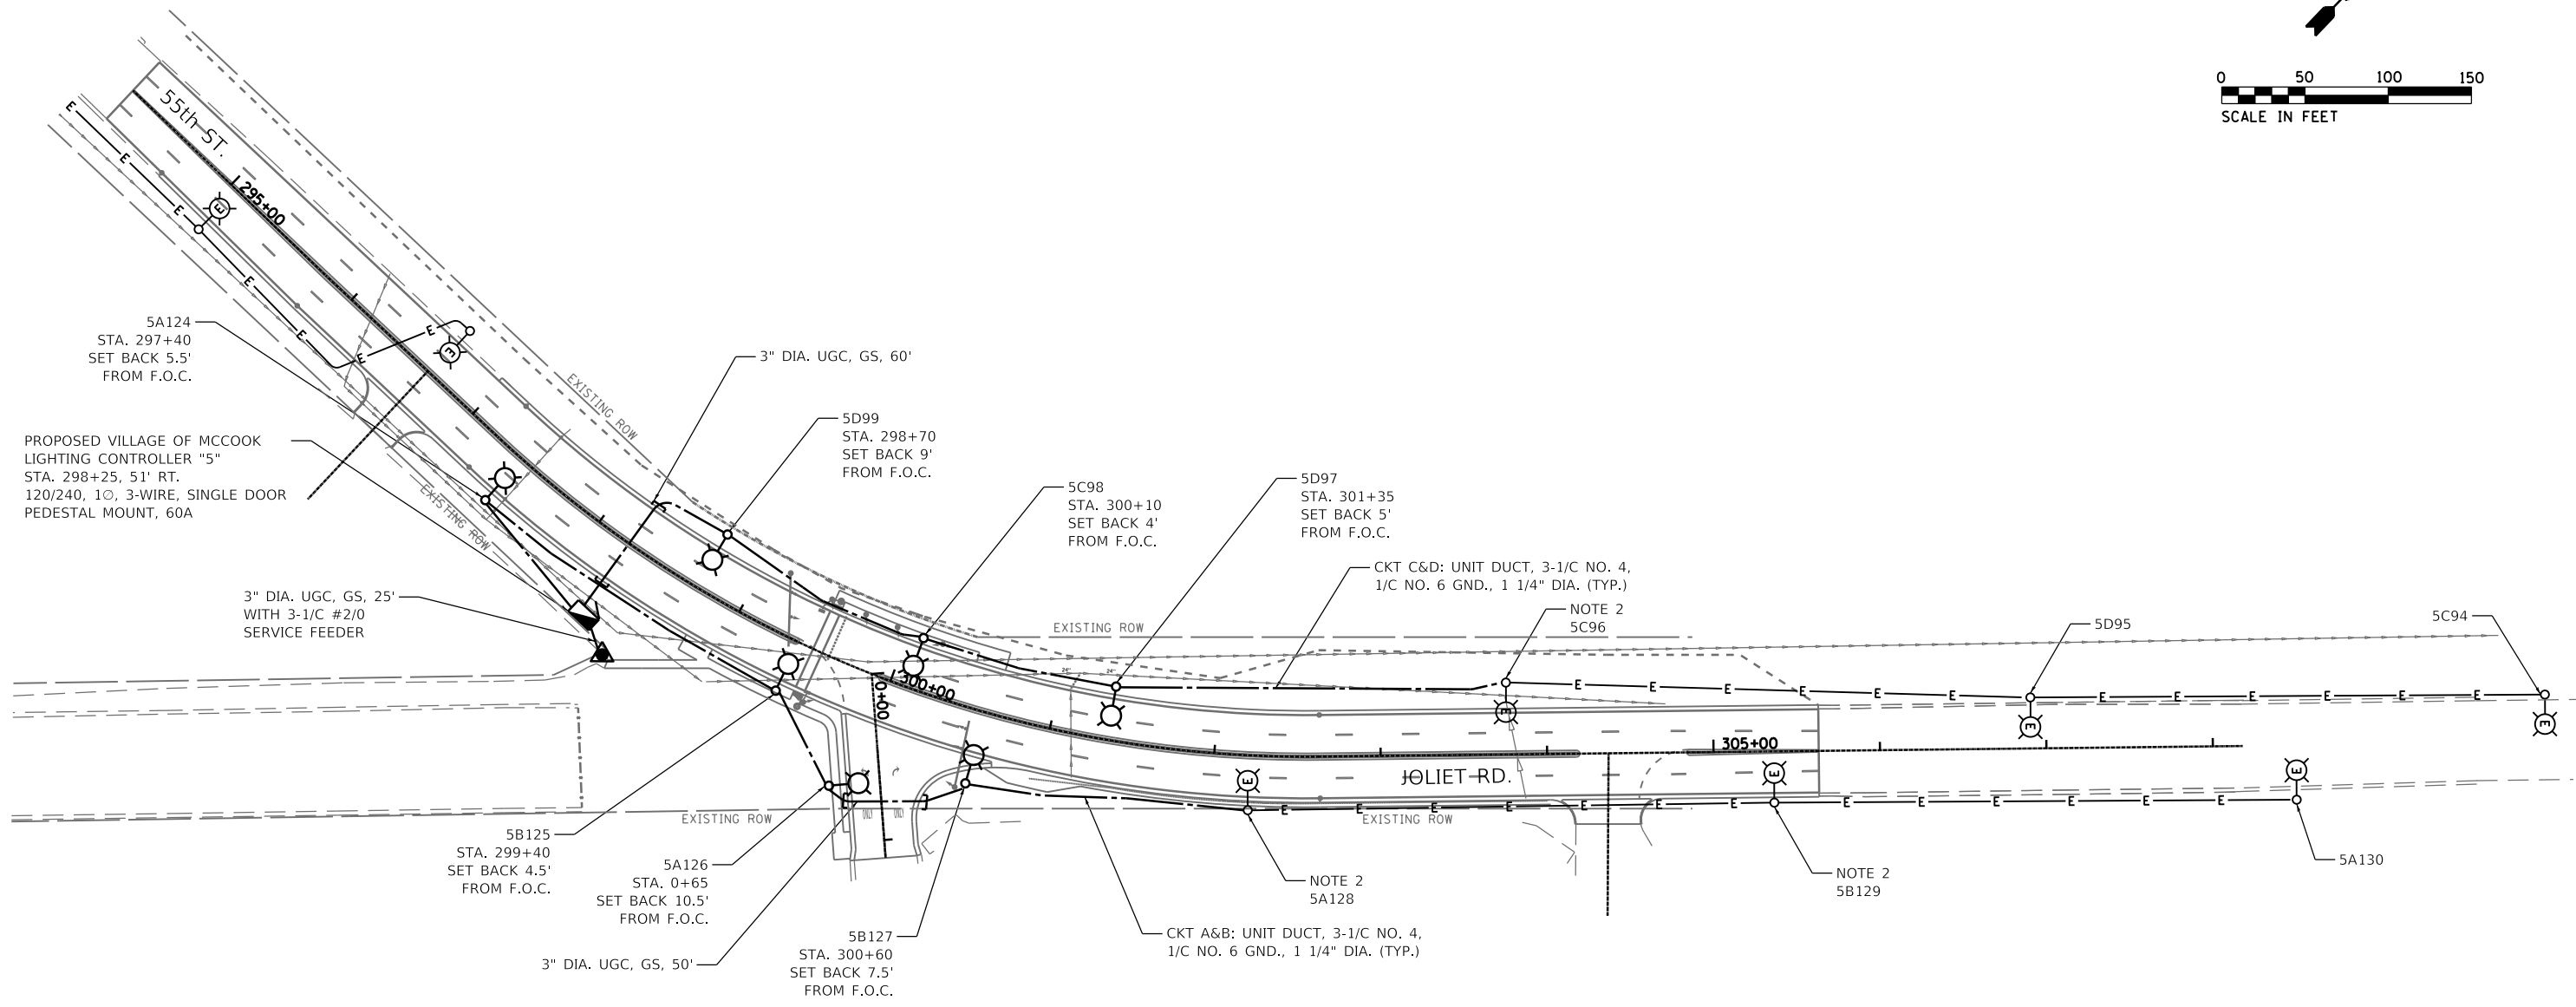 0 50 100 150
SCALE IN FEET
55th ST.
295+00
E
E
E
E
E
E
E
E
E
5A124
STA. 297+40
SET BACK 5.5'
FROM F.O.C.
PROPOSED VILLAGE OF MCCOOK
LIGHTING CONTROLLER "5"
STA. 298+25, 51' RT.
120/240, 1∅, 3-WIRE, SINGLE DOOR
PEDESTAL MOUNT, 60A
EXISTING ROW
EXISTING ROW
3" DIA. UGC, GS, 60'
5D99
STA. 298+70
SET BACK 9'
FROM F.O.C.
5C98
STA. 300+10
SET BACK 4'
FROM F.O.C.
5D97
STA. 301+35
SET BACK 5'
FROM F.O.C.
CKT C&D: UNIT DUCT, 3-1/C NO. 4,
1/C NO. 6 GND., 1 1/4" DIA. (TYP.)
NOTE 2
5C96
5D95
5C94
3" DIA. UGC, GS, 25'
WITH 3-1/C #2/0
SERVICE FEEDER
EXISTING ROW
24" 24"
E E E E E E E E E E E E
E E E
300+00
0+00
305+00
JOLIET RD.
E E E
E E E E E E E E E E E E E
ONLY ONLY
EXISTING ROW
EXISTING ROW
5B125
STA. 299+40
SET BACK 4.5'
FROM F.O.C.
5A126
STA. 0+65
SET BACK 10.5'
FROM F.O.C.
5B127
STA. 300+60
SET BACK 7.5'
FROM F.O.C.
3" DIA. UGC, GS, 50'
NOTE 2
5A128
NOTE 2
5B129
5A130
CKT A&B: UNIT DUCT, 3-1/C NO. 4,
1/C NO. 6 GND., 1 1/4" DIA. (TYP.)